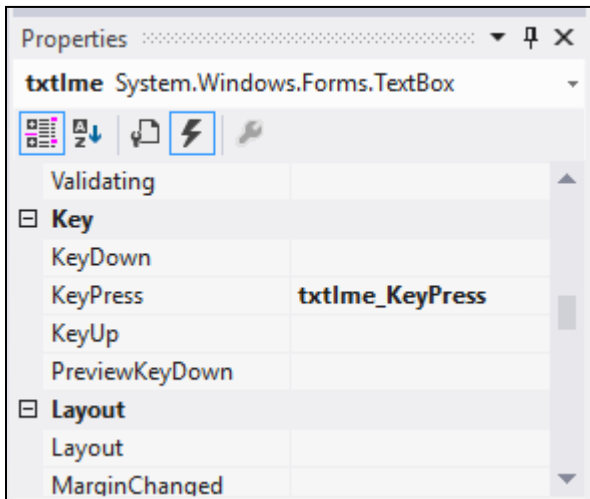 Properties
txtIme System.Windows.Forms.TextBox
Validating
Key
KeyDown
KeyPress txtIme_KeyPress
KeyUp
PreviewKeyDown
Layout
Layout
MarginChanged